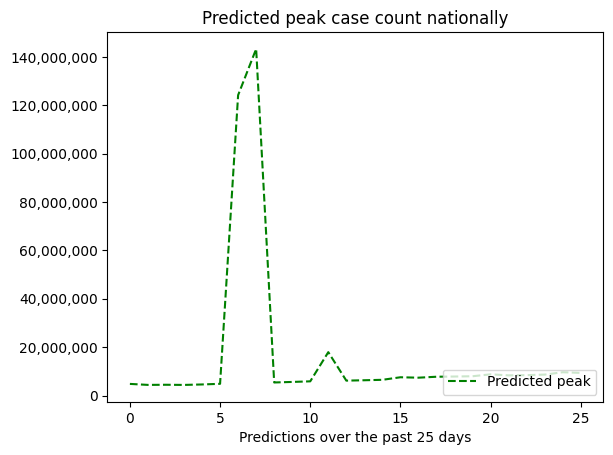 Predicted peak case count nationally
140,000,000
120,000,000
100,000,000
80,000,000
60,000,000
40,000,000
20,000,000
0
Predicted peak
0 5 10 15 20 25
Predictions over the past 25 days